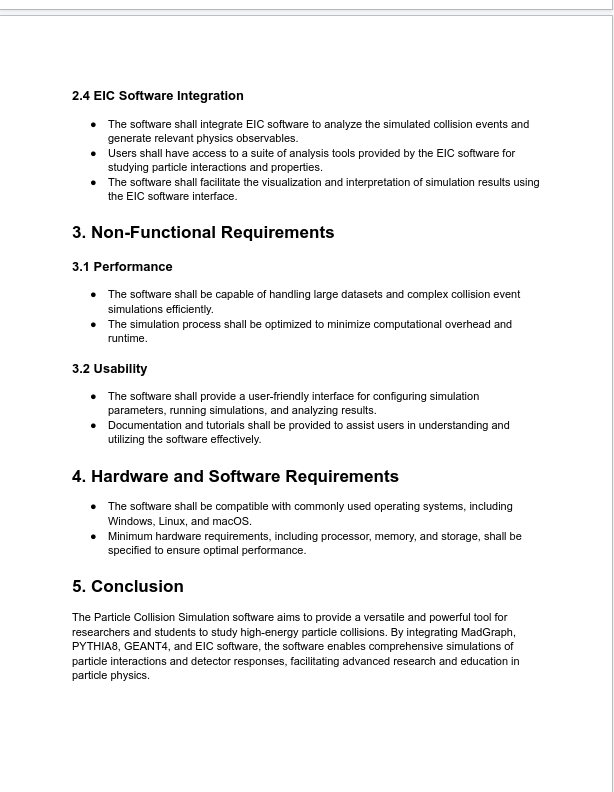 2.4 EIC Software Integration
● The software shall integrate EIC software to analyze the simulated collision events and
generate relevant physics observables.
● Users shall have access to a suite of analysis tools provided by the EIC software for
studying particle interactions and properties.
● The software shall facilitate the visualization and interpretation of simulation results using
the EIC software interface.
3. Non-Functional Requirements
3.1 Performance
● The software shall be capable of handling large datasets and complex collision event
simulations efficiently.
● The simulation process shall be optimized to minimize computational overhead and
runtime.
3.2 Usability
● The software shall provide a user-friendly interface for configuring simulation
parameters, running simulations, and analyzing results.
● Documentation and tutorials shall be provided to assist users in understanding and
utilizing the software effectively.
4. Hardware and Software Requirements
● The software shall be compatible with commonly used operating systems, including
Windows, Linux, and macOS.
● Minimum hardware requirements, including processor, memory, and storage, shall be
specified to ensure optimal performance.
5. Conclusion
The Particle Collision Simulation software aims to provide a versatile and powerful tool for
researchers and students to study high-energy particle collisions. By integrating MadGraph,
PYTHIA8, GEANT4, and EIC software, the software enables comprehensive simulations of
particle interactions and detector responses, facilitating advanced research and education in
particle physics.